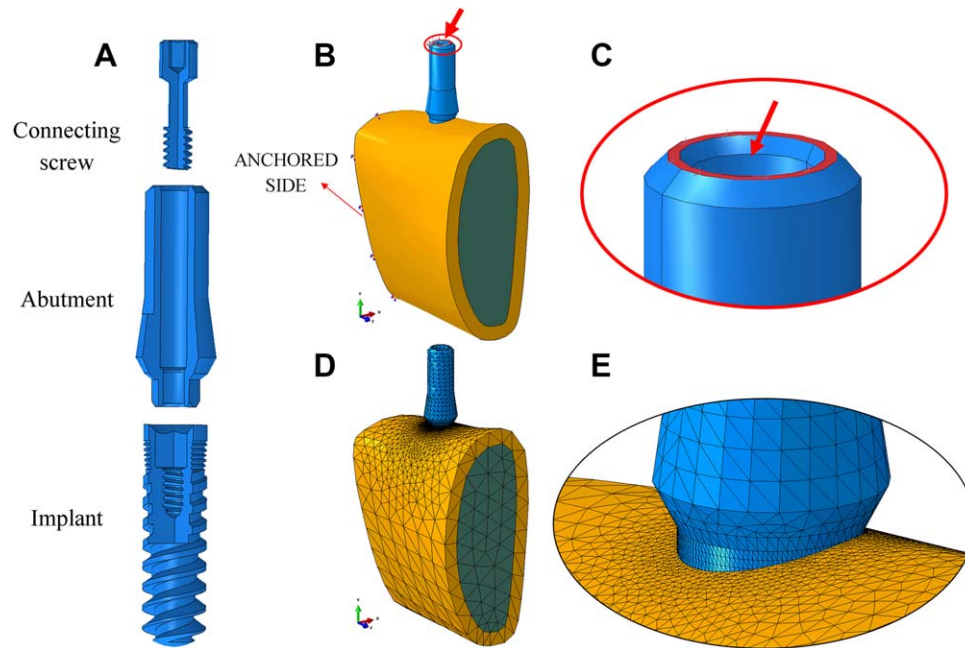 A
Connecting
screw
Abutment
Implant
B
ANCHORED
SIDE
C
D
E